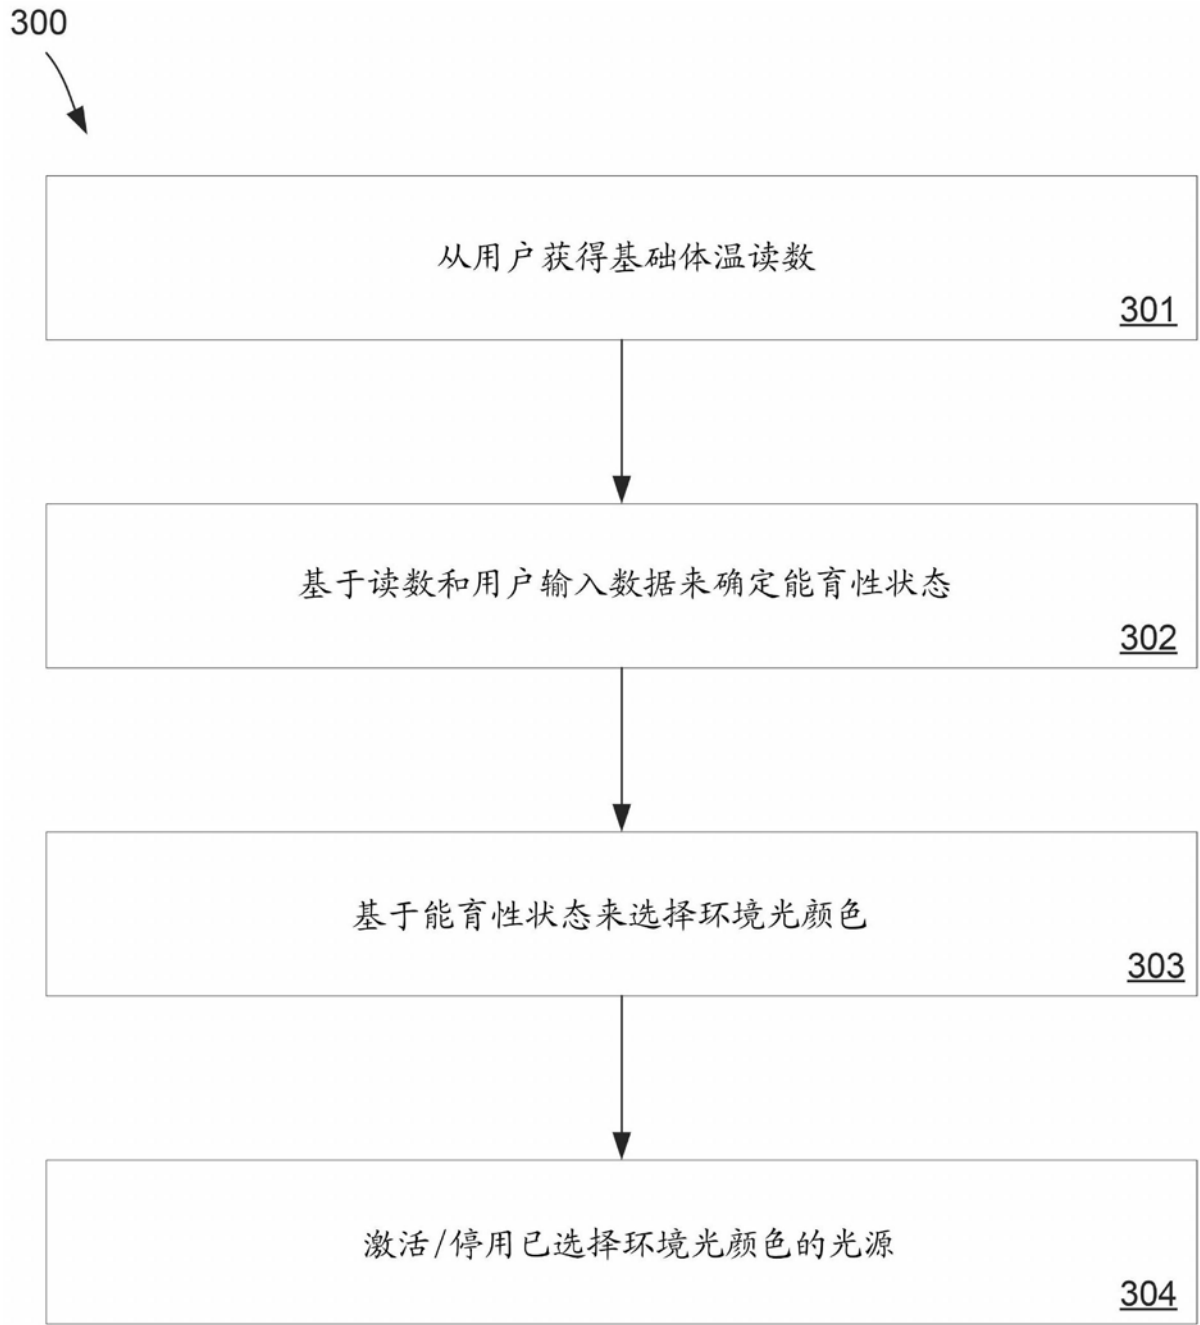 300
从用户获得基础体温读数
301
基于读数和用户输入数据来确定能育性状态
302
基于能育性状态来选择环境光颜色
303
激活/停用已选择环境光颜色的光源
304